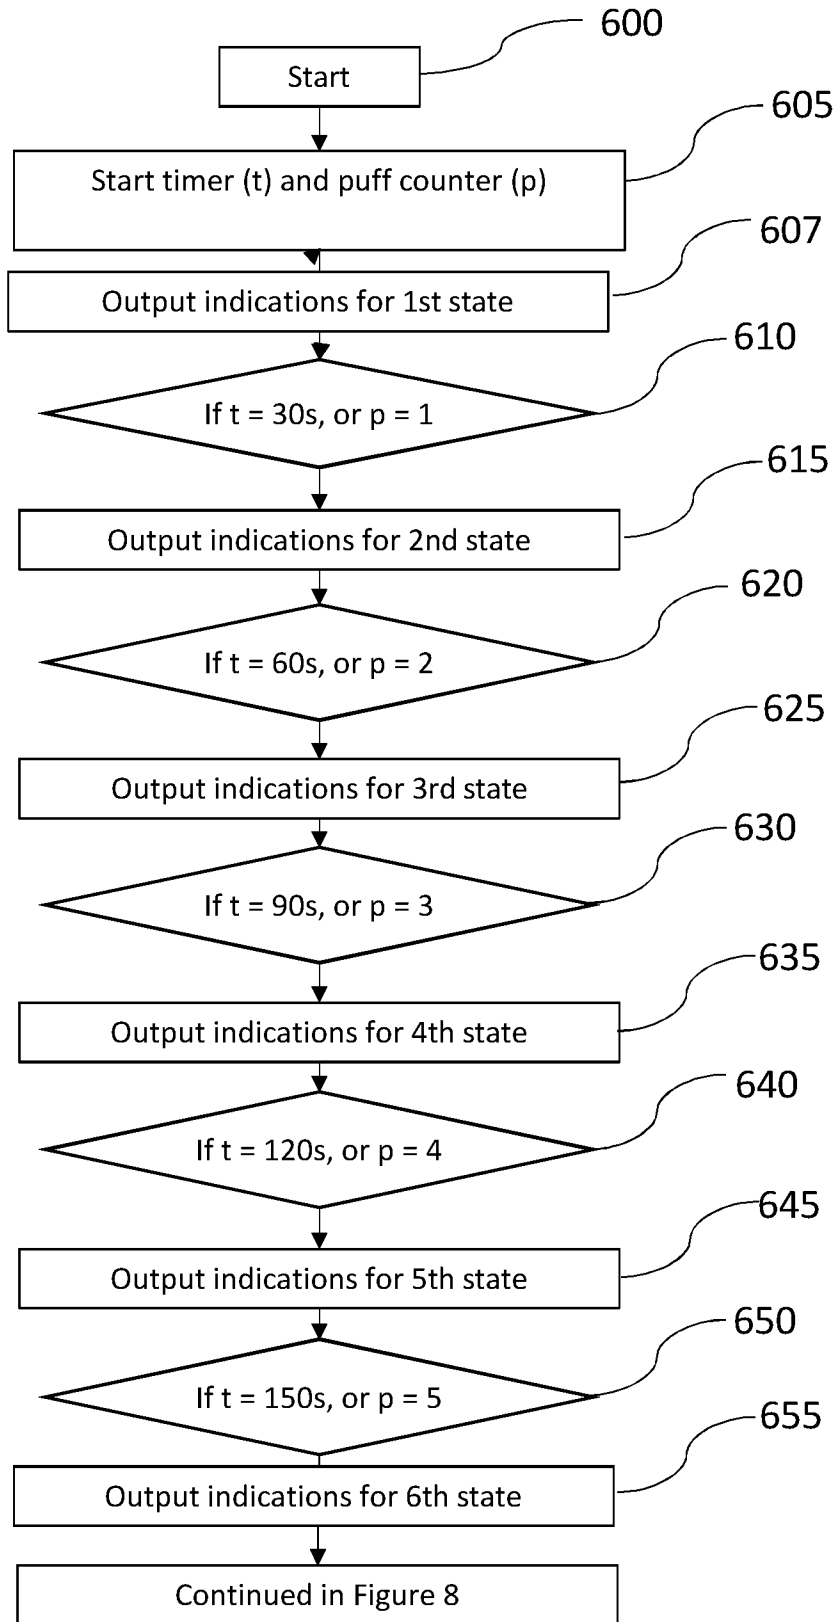 600
Start
605
Start timer (t) and puff counter (p)
607
Output indications for 1st state
610
If t = 30s, or p = 1
615
Output indications for 2nd state
620
If t = 60s, or p = 2
625
Output indications for 3rd state
630
If t = 90s, or p = 3
635
Output indications for 4th state
640
If t = 120s, or p = 4
645
Output indications for 5th state
650
If t = 150s, or p = 5
655
Output indications for 6th state
Continued in Figure 8